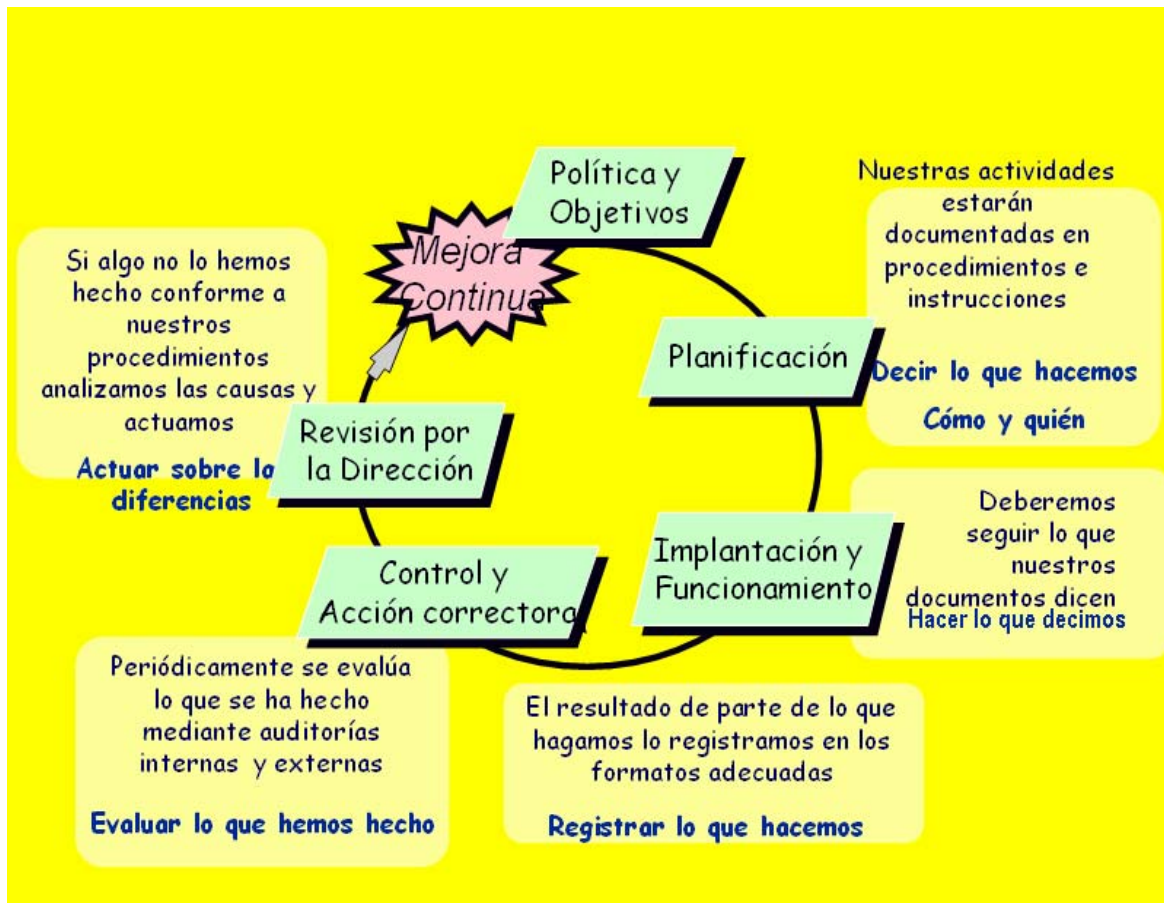 Política y
Objetivos
Mejora
Continua
Nuestras actividades
estarán
documentadas en
procedimientos e
instrucciones
Decir lo que hacemos
Cómo y quién
Planificación
Si algo no lo hemos
hecho conforme a
nuestros
procedimientos
analizamos las causas y
actuamos
Actuar sobre la
diferencias
Revisión por
la Dirección
Deberemos
seguir lo que
nuestros
documentos dicen
Hacer lo que decimos
Implantación y
Funcionamiento
Control y
Acción correctora
Periódicamente se evalúa
lo que se ha hecho
mediante auditorías
internas y externas
Evaluar lo que hemos hecho
El resultado de parte de lo que
hagamos lo registramos en los
formatos adecuadas
Registrar lo que hacemos